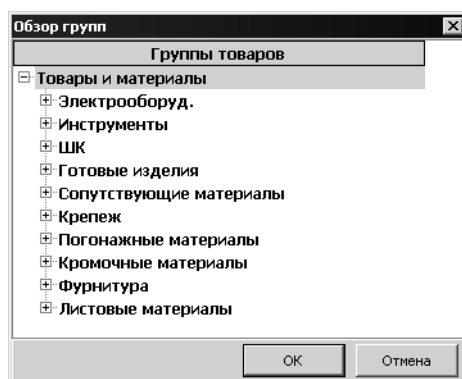 Обзор групп
Группы товаров
Товары и материалы
Электрооборуд.
Инструменты
ШК
Готовые изделия
Сопутствующие материалы
Крепеж
Погонажные материалы
Кромочные материалы
Фурнитура
Листовые материалы
OK Отмена